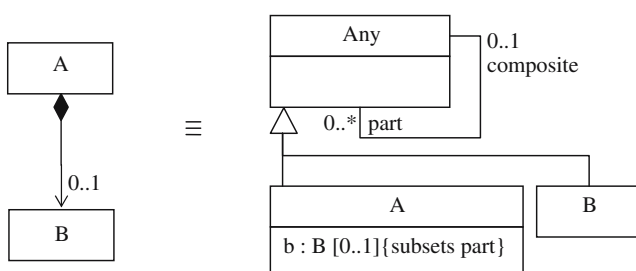 A
0..1
B
≡
Any
0..1
composite
0..* part
A
b : B [0..1]{subsets part}
B